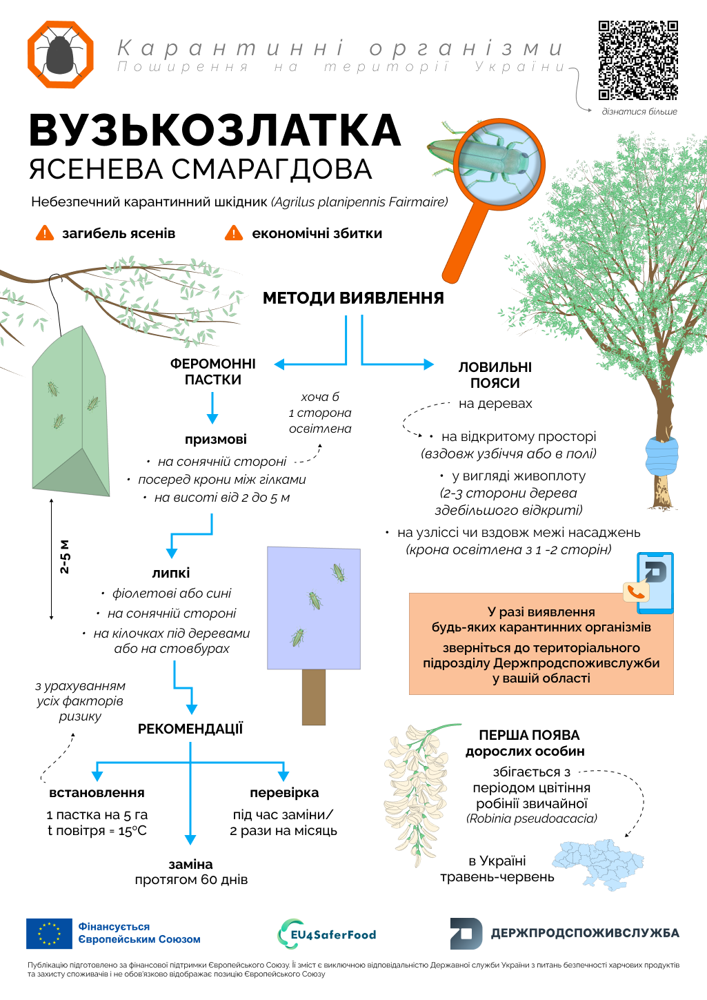 Карантинні організми
Поширення на території України
дізнатися більше
ВУЗЬКОЗЛАТКА
ЯСЕНЕВА СМАРАГДОВА
Небезпечний карантинний шкідник (Agrilus planipennis Fairmaire)
загибель ясенів
економічні збитки
МЕТОДИ ВИЯВЛЕННЯ
ФЕРОМОННІ
ПАСТКИ
призмові
• на сонячній стороні
• посеред крони між гілками
• на висоті від 2 до 5 м
хоча б
1 сторона
освітлена
2-5 м
липкі
• фіолетові або сині
• на сонячній стороні
• на кілочках під деревами
або на стовбурах
ЛОВИЛЬНІ
ПОЯСИ
на деревах
• на відкритому просторі
(вздовж узбіччя або в полі)
• у вигляді живоплоту
(2-3 сторони дерева
здебільшого відкриті)
• на узліссі чи вздовж межі насаджень
(крона освітлена з 1 -2 сторін)
У разі виявлення
будь-яких карантинних організмів
зверніться до територіального
підрозділу Держпродспоживслужби
у вашій області
з урахуванням
усіх факторів
ризику
РЕКОМЕНДАЦІЇ
встановлення
1 пастка на 5 га
t повітря = 15ºC
перевірка
під час заміни/
2 рази на місяць
заміна
протягом 60 днів
ПЕРША ПОЯВА
дорослих особин
збігається з
періодом цвітіння
робінії звичайної
(Robinia pseudoacacia)
в Україні
травень-червень
Фінансується
Європейським Союзом
EU4SaferFood
ДЕРЖПРОДСПОЖИВСЛУЖБА
Публікацію підготовлено за фінансової підтримки Європейського Союзу. Її зміст є виключною відповідальністю Державної служби України з питань безпечності харчових продуктів
та захисту споживачів і не обов'язково відображає позицію Європейського Союзу